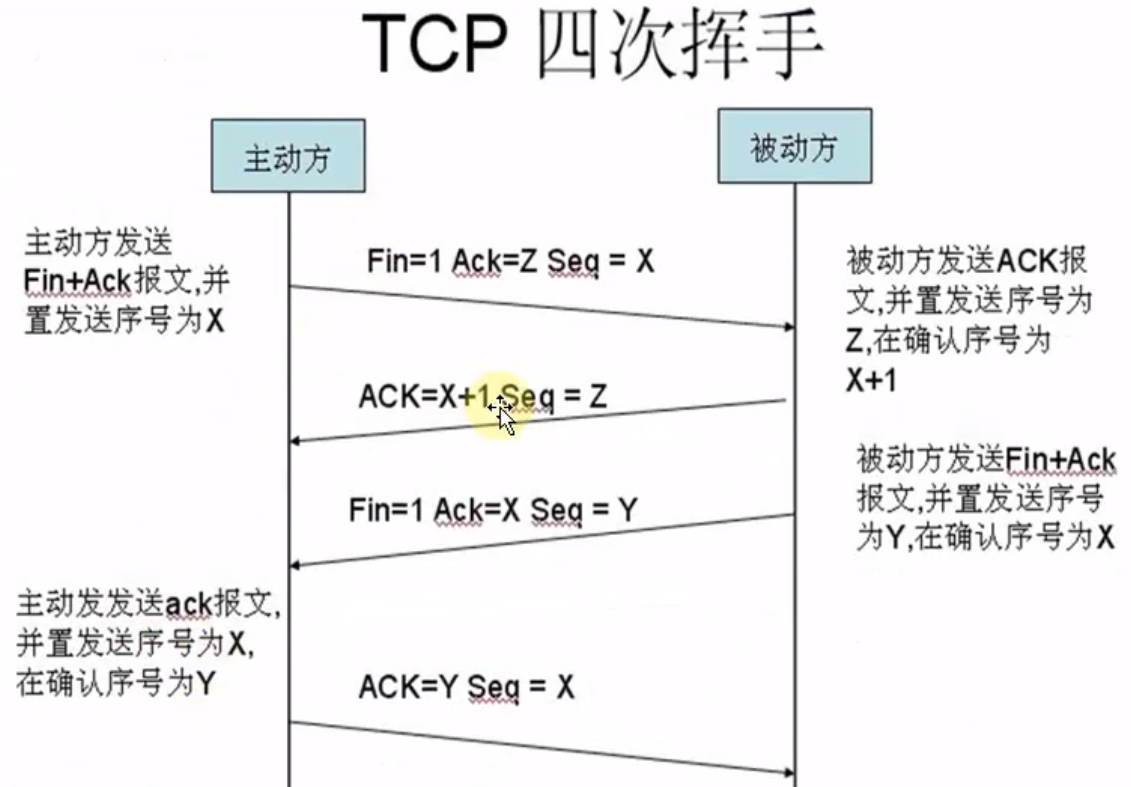 TCP 四次挥手
主动方
被动方
主动方发送
Fin+Ack报文,并
置发送序号为X
Fin=1 Ack=Z Seq = X
被动方发送ACK报
文,并置发送序号为
Z,在确认序号为
X+1
ACK=X+1 Seq = Z
被动方发送Fin+Ack
报文,并置发送序号
为Y,在确认序号为X
Fin=1 Ack=X Seq = Y
主动发发送ack报文,
并置发送序号为X,
在确认序号为Y
ACK=Y Seq = X